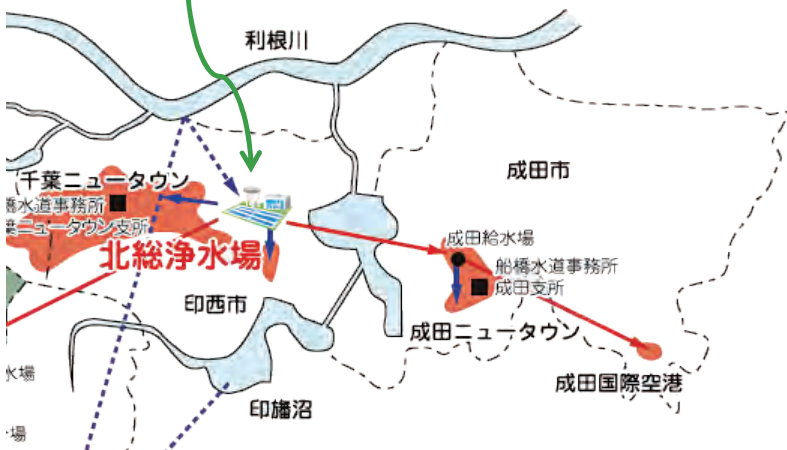 利根川
成田市
千葉ニュータウン
橋水道事務所
葉ニュータウン支所
北総浄水場
成田給水場
船橋水道事務所
成田支所
印西市
成田ニュータウン
水場
成田国際空港
印旛沼
場